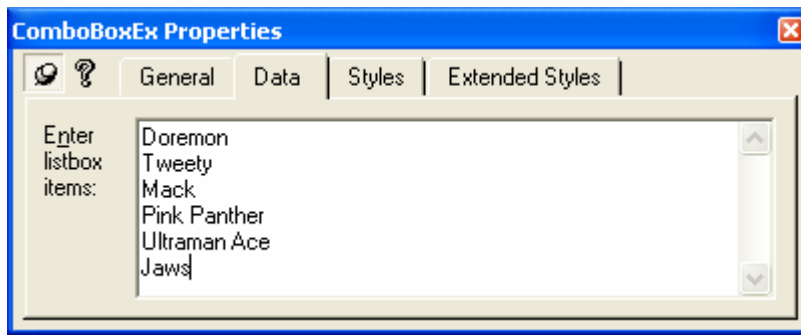 ComboBoxEx Properties
General Data Styles Extended Styles
Enter
listbox
items:
Doremon
Tweety
Mack
Pink Panther
Ultraman Ace
Jaws